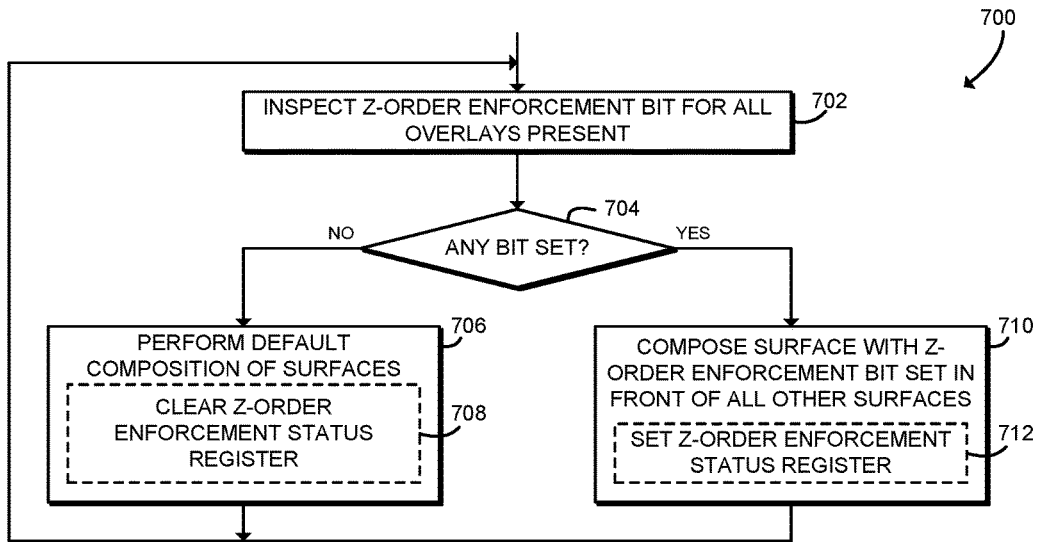 700
INSPECT Z-ORDER ENFORCEMENT BIT FOR ALL
OVERLAYS PRESENT
702
704
NO
ANY BIT SET?
YES
706
PERFORM DEFAULT
COMPOSITION OF SURFACES
CLEAR Z-ORDER
ENFORCEMENT STATUS
REGISTER
708
710
COMPOSE SURFACE WITH Z-
ORDER ENFORCEMENT BIT SET IN
FRONT OF ALL OTHER SURFACES
SET Z-ORDER ENFORCEMENT
STATUS REGISTER
712